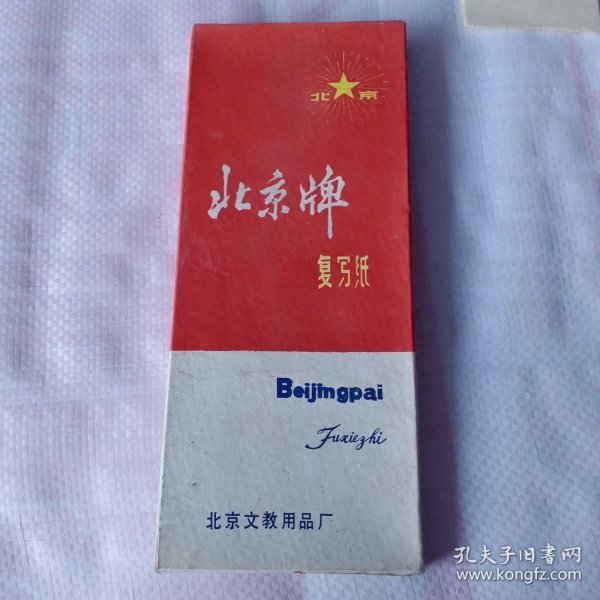 北京
北京牌
复写纸
Beijingpai
Fuxiezhi
北京文教用品厂
孔夫子旧书网
www.kongfz.com